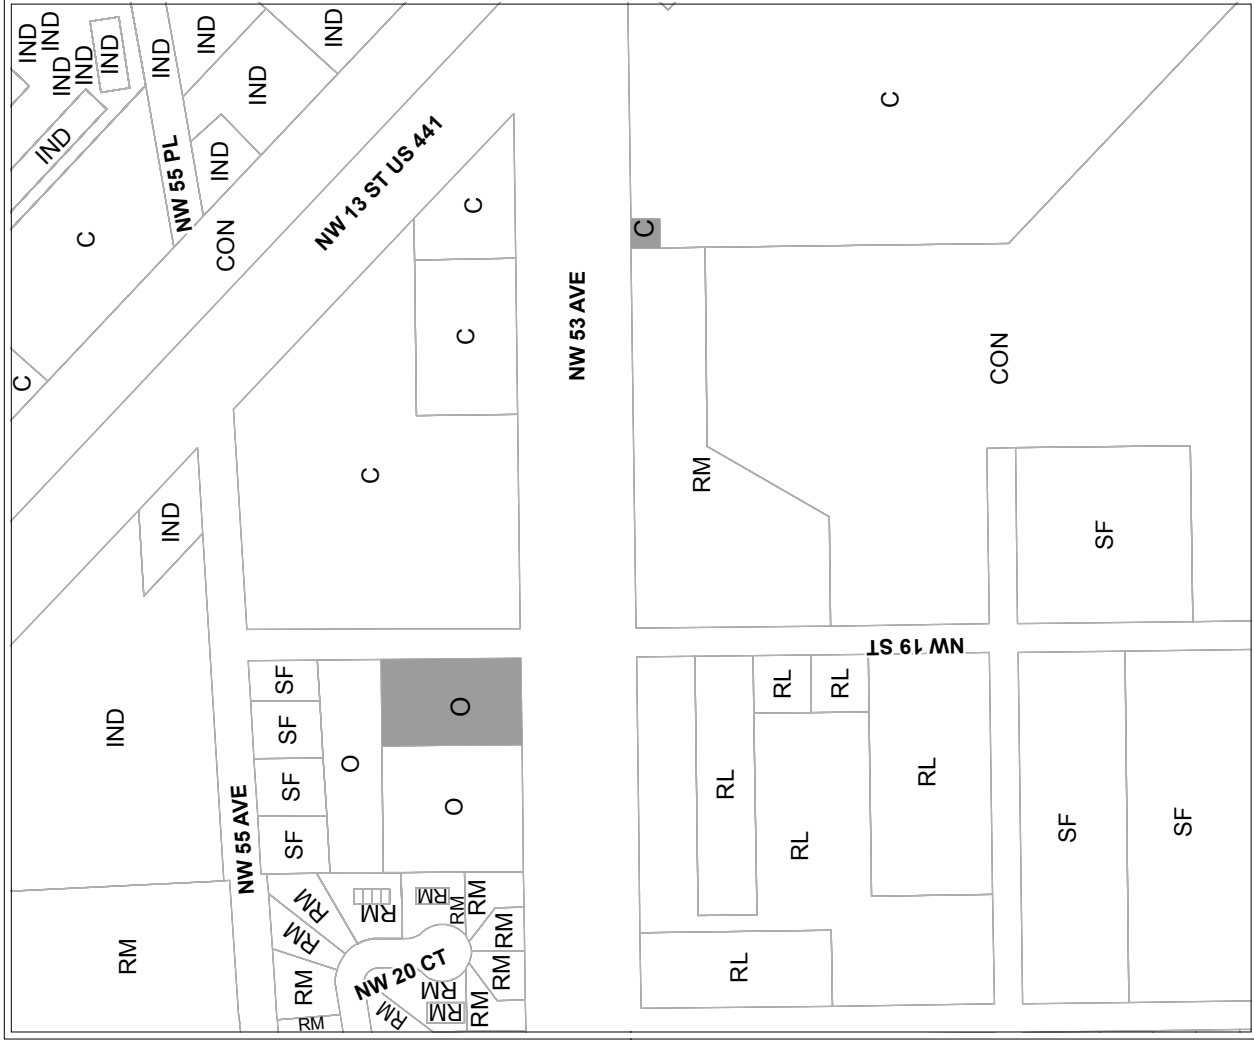 IND
IND
IND
IND
IND
IND
IND
IND
IND
IND
C
IND
NW 55 PL
NW 13 ST US 441
C
C
C
CON
NW 53 AVE
C
CON
C
C
RM
IND
SF
NW 19 ST
SF
RL
RL
O
IND
SF
O
SF
RL
RL
O
SF
SF
NW 55 AVE
SF
RL
RM
RM
RM
RM
RM
RM
RM
RM
RL
RM
NW 20 CT
RM
RM
RM
RM
RM
RM